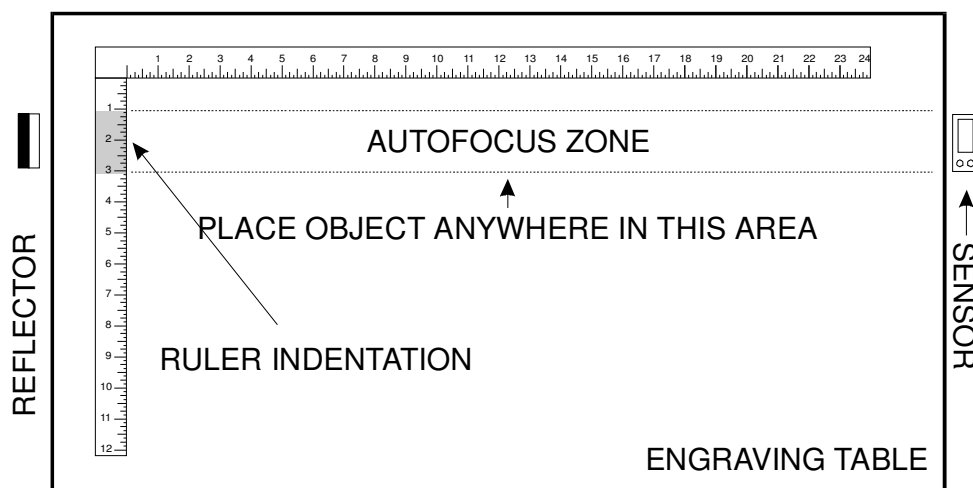 1 2 3 4 5 6 7 8 9 10 11 12 13 14 15 16 17 18 19 20 21 22 23 24
1
2
3
4
5
6
7
8
9
10
11
12
AUTOFOCUS ZONE
PLACE OBJECT ANYWHERE IN THIS AREA
RULER INDENTATION
ENGRAVING TABLE
REFLECTOR
SENSOR